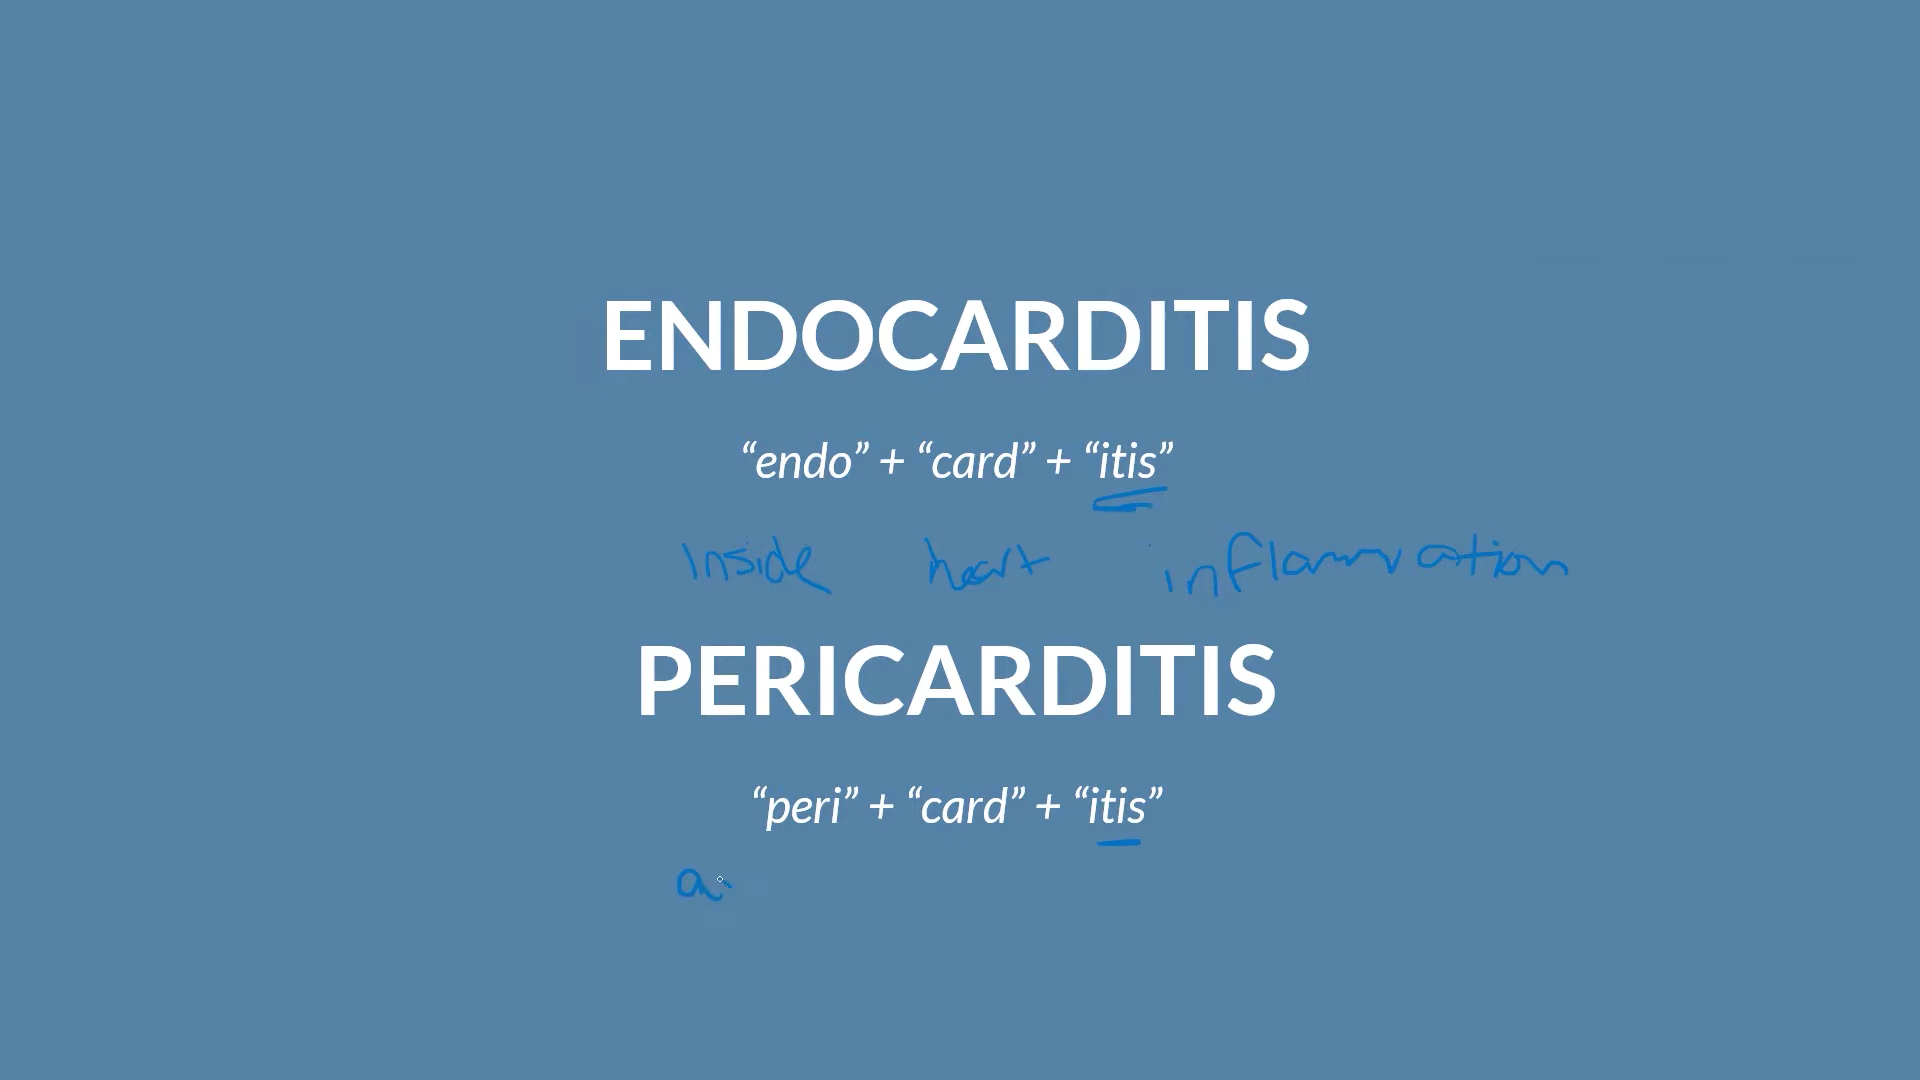 ENDOCARDITIS
“endo” + “card” + “itis”
inside heart inflammation
PERICARDITIS
“peri” + “card” + “itis”
a